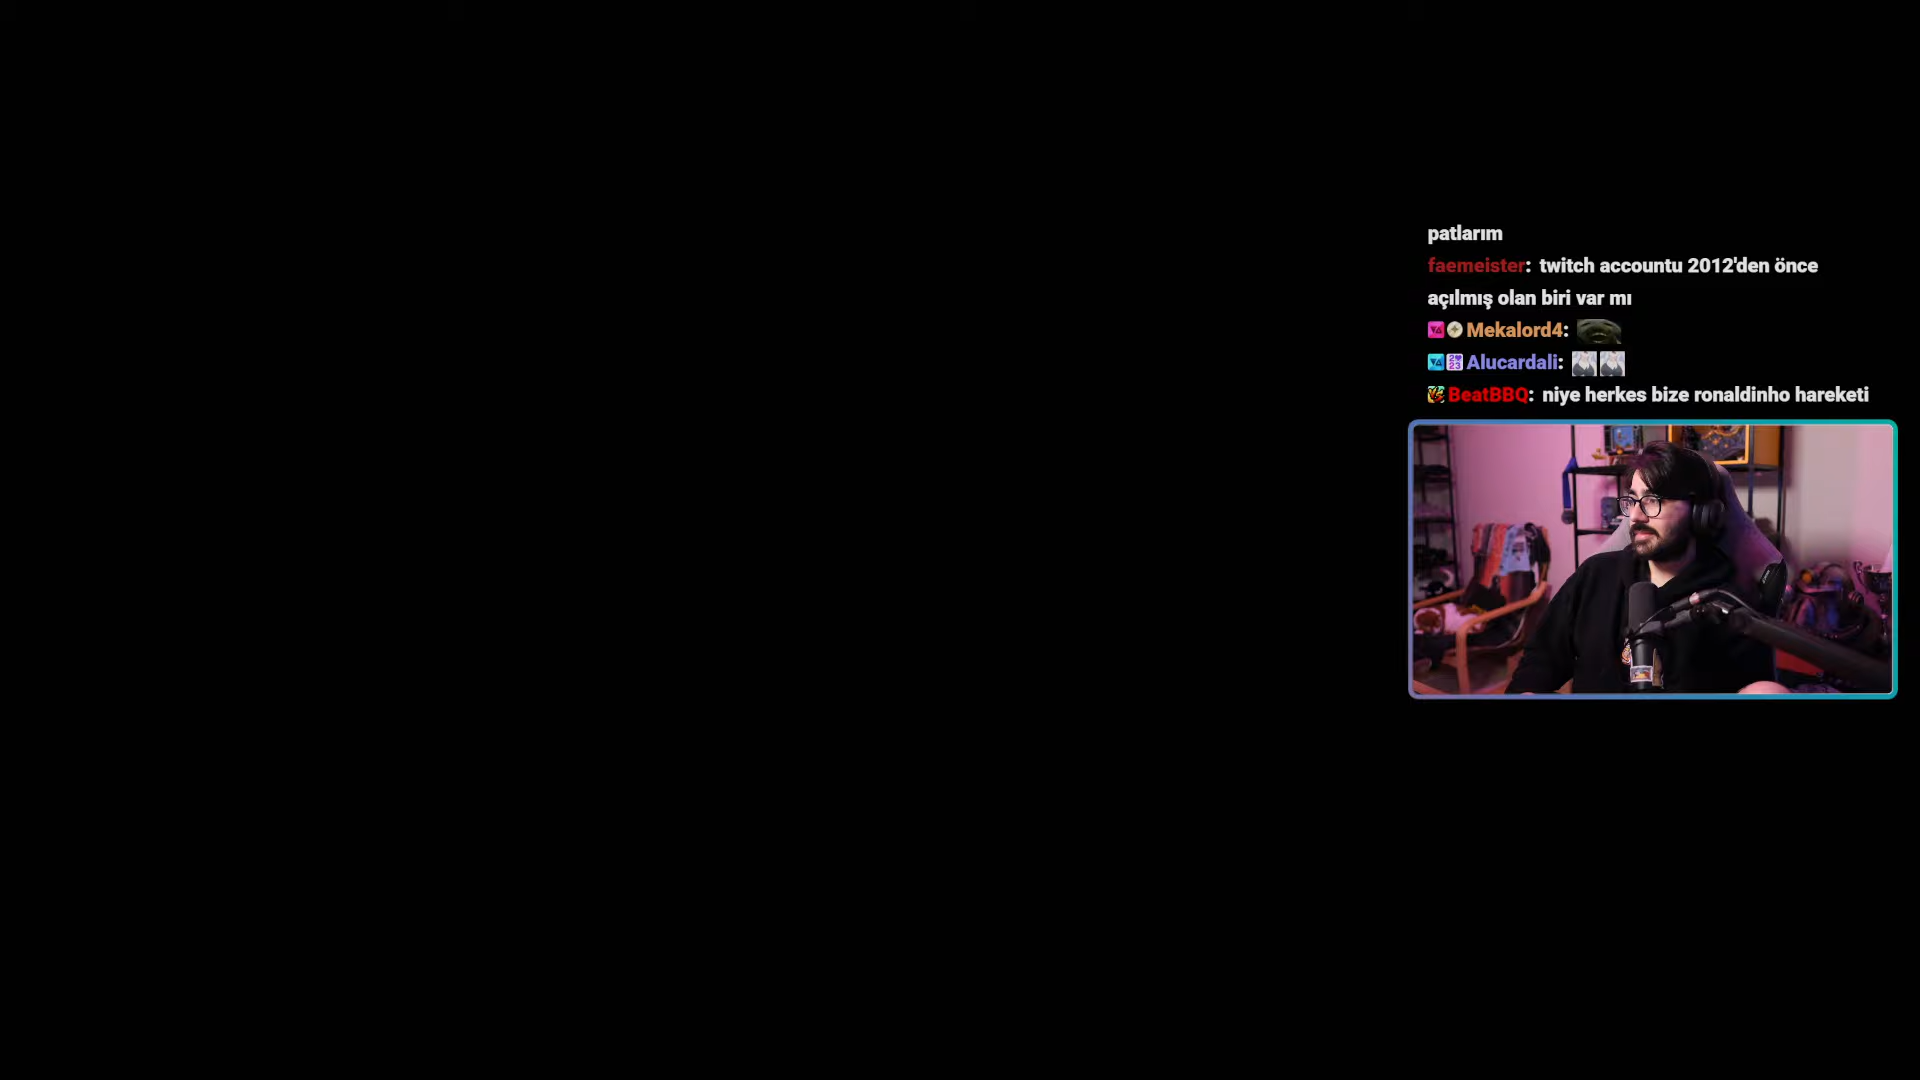 patlarım
faemeister: twitch accountu 2012'den önce
açılmış olan biri var mı
Mekalord4:
Alucardali:
BeatBBQ: niye herkes bize ronaldinho hareketi